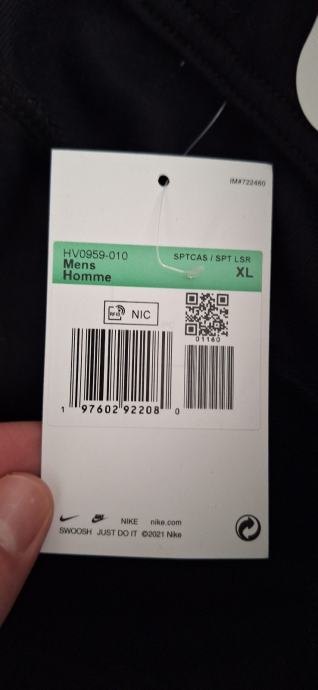 IM#722460
HV0959-010
SPTCAS / SPT LSR
Mens
XL
Homme
RFID
NIC
01160
1 97602 92208 0
NIKE nike.com
SWOOSH JUST DO IT ©2021 Nike